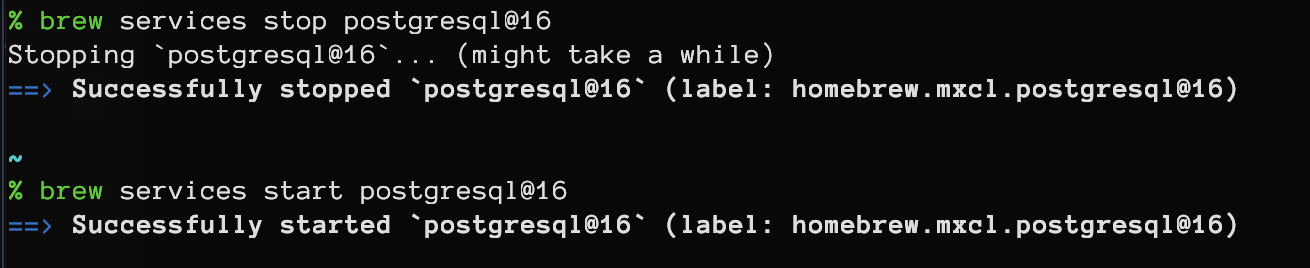 % brew services stop postgresql@16
Stopping `postgresql@16`... (might take a while)
==> Successfully stopped `postgresql@16` (label: homebrew.mxcl.postgresql@16)
~
% brew services start postgresql@16
==> Successfully started `postgresql@16` (label: homebrew.mxcl.postgresql@16)